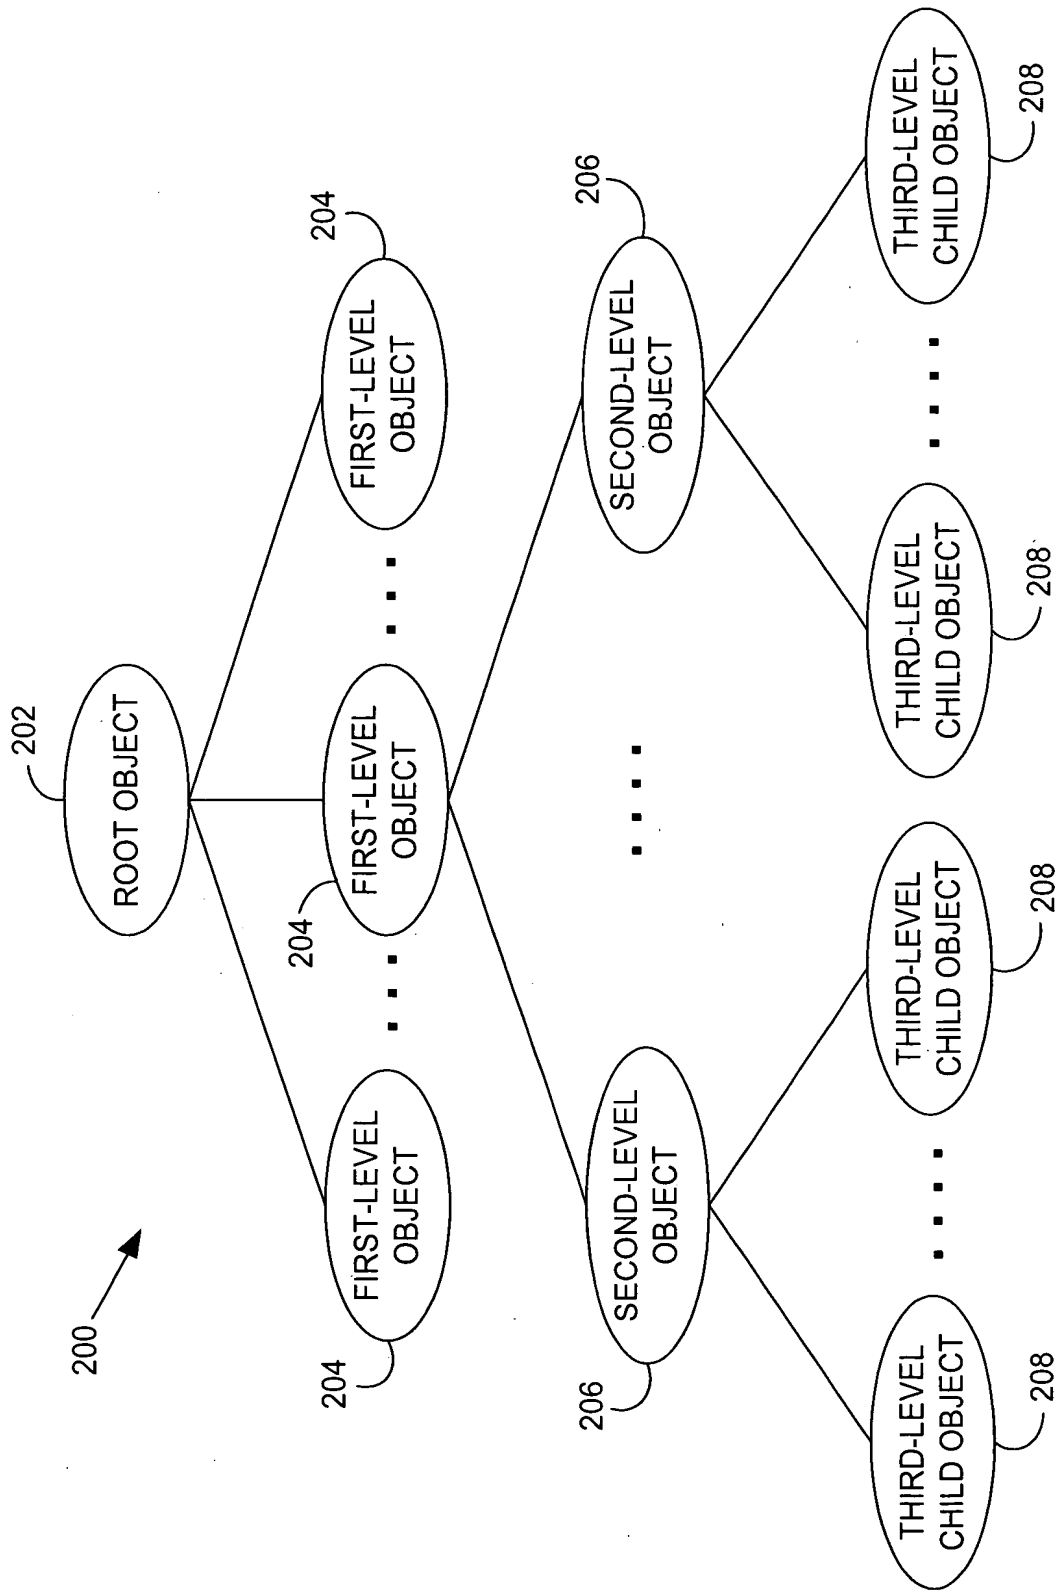 200
202
ROOT OBJECT
204
FIRST-LEVEL
OBJECT
204
FIRST-LEVEL
OBJECT
204
FIRST-LEVEL
OBJECT
206
SECOND-LEVEL
OBJECT
206
SECOND-LEVEL
OBJECT
THIRD-LEVEL
CHILD OBJECT
208
THIRD-LEVEL
CHILD OBJECT
208
THIRD-LEVEL
CHILD OBJECT
208
THIRD-LEVEL
CHILD OBJECT
208